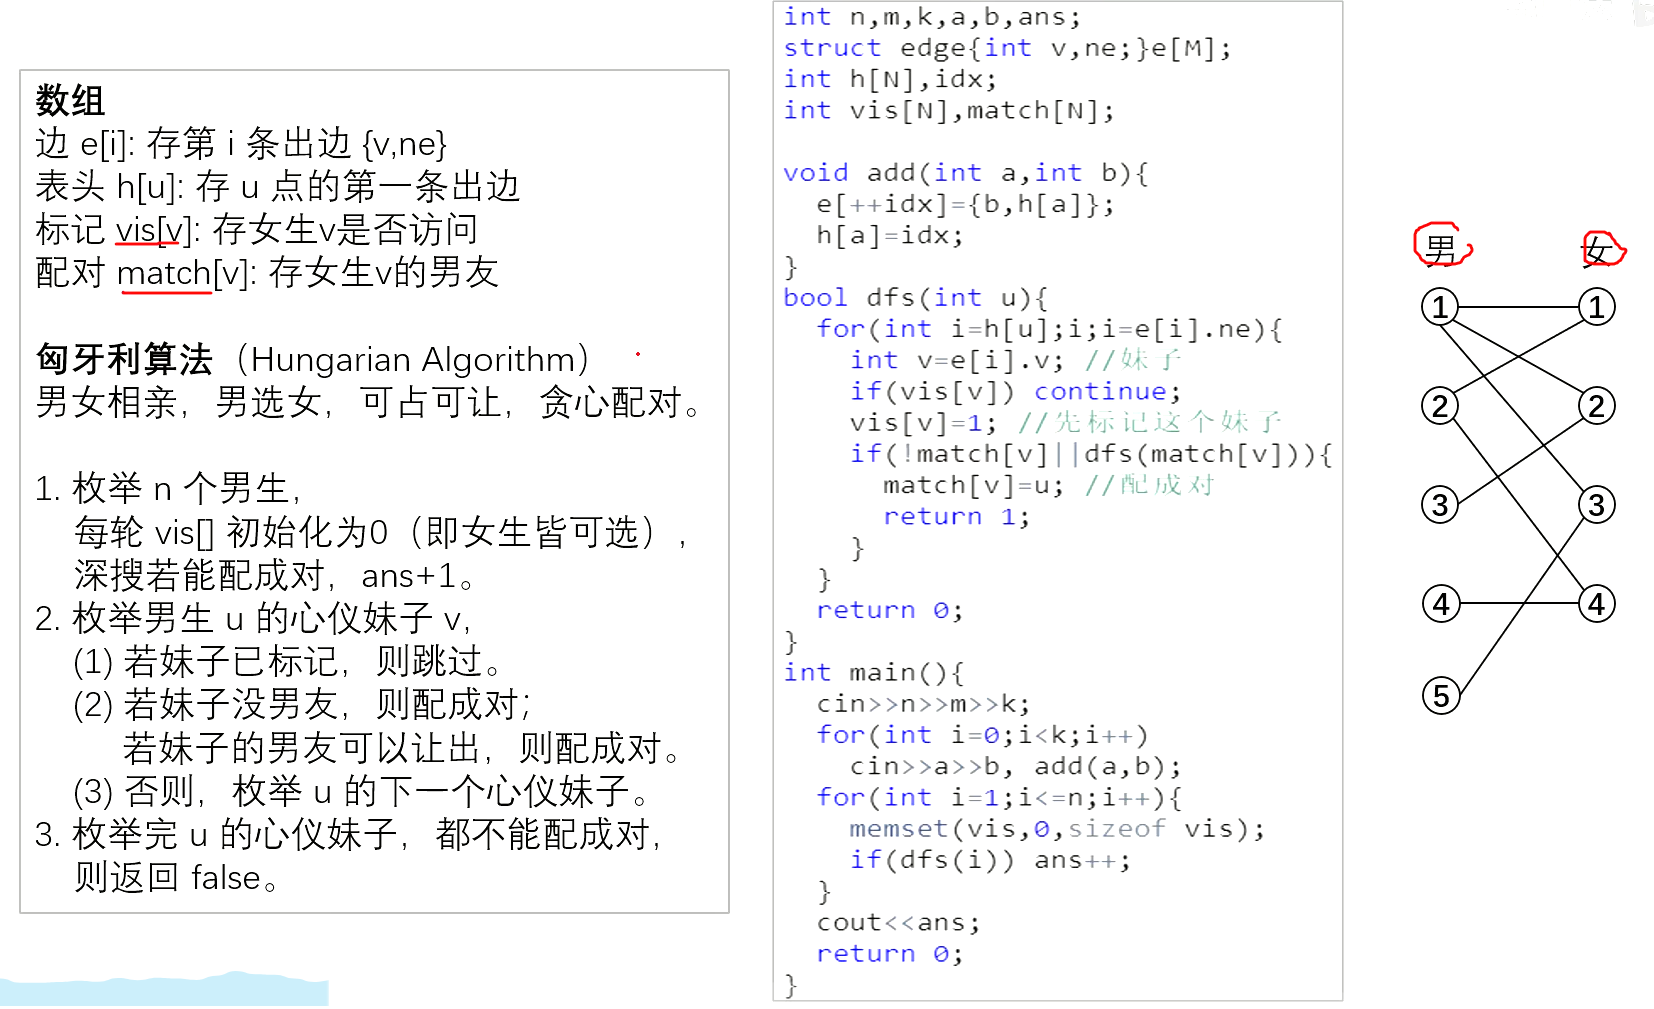 数组
边 e[i]: 存第 i 条出边 {v,ne}
表头 h[u]: 存 u 点的第一条出边
标记 vis[v]: 存女生v是否访问
配对 match[v]: 存女生v的男友
匈牙利算法（Hungarian Algorithm）
男女相亲，男选女，可占可让，贪心配对。
1. 枚举 n 个男生，
每轮 vis[] 初始化为0（即女生皆可选），
深搜若能配成对，ans+1。
2. 枚举男生 u 的心仪妹子 v,
(1) 若妹子已标记，则跳过。
(2) 若妹子没男友，则配成对；
若妹子的男友可以让出，则配成对。
(3) 否则，枚举 u 的下一个心仪妹子。
3. 枚举完 u 的心仪妹子，都不能配成对，
则返回 false。
int n,m,k,a,b,ans;
struct edge{int v,ne;}e[M];
int h[N],idx;
int vis[N],match[N];
void add(int a,int b){
e[++idx]={b,h[a]};
h[a]=idx;
}
bool dfs(int u){
for(int i=h[u];i;i=e[i].ne){
int v=e[i].v; //妹子
if(vis[v]) continue;
vis[v]=1; //先标记这个妹子
if(!match[v]||dfs(match[v])){
match[v]=u; //配成对
return 1;
}
}
return 0;
}
int main(){
cin>>n>>m>>k;
for(int i=0;i<k;i++)
cin>>a>>b, add(a,b);
for(int i=1;i<=n;i++){
memset(vis,0,sizeof vis);
if(dfs(i)) ans++;
}
cout<<ans;
return 0;
}
男 女
1 1
2 2
3 3
4 4
5